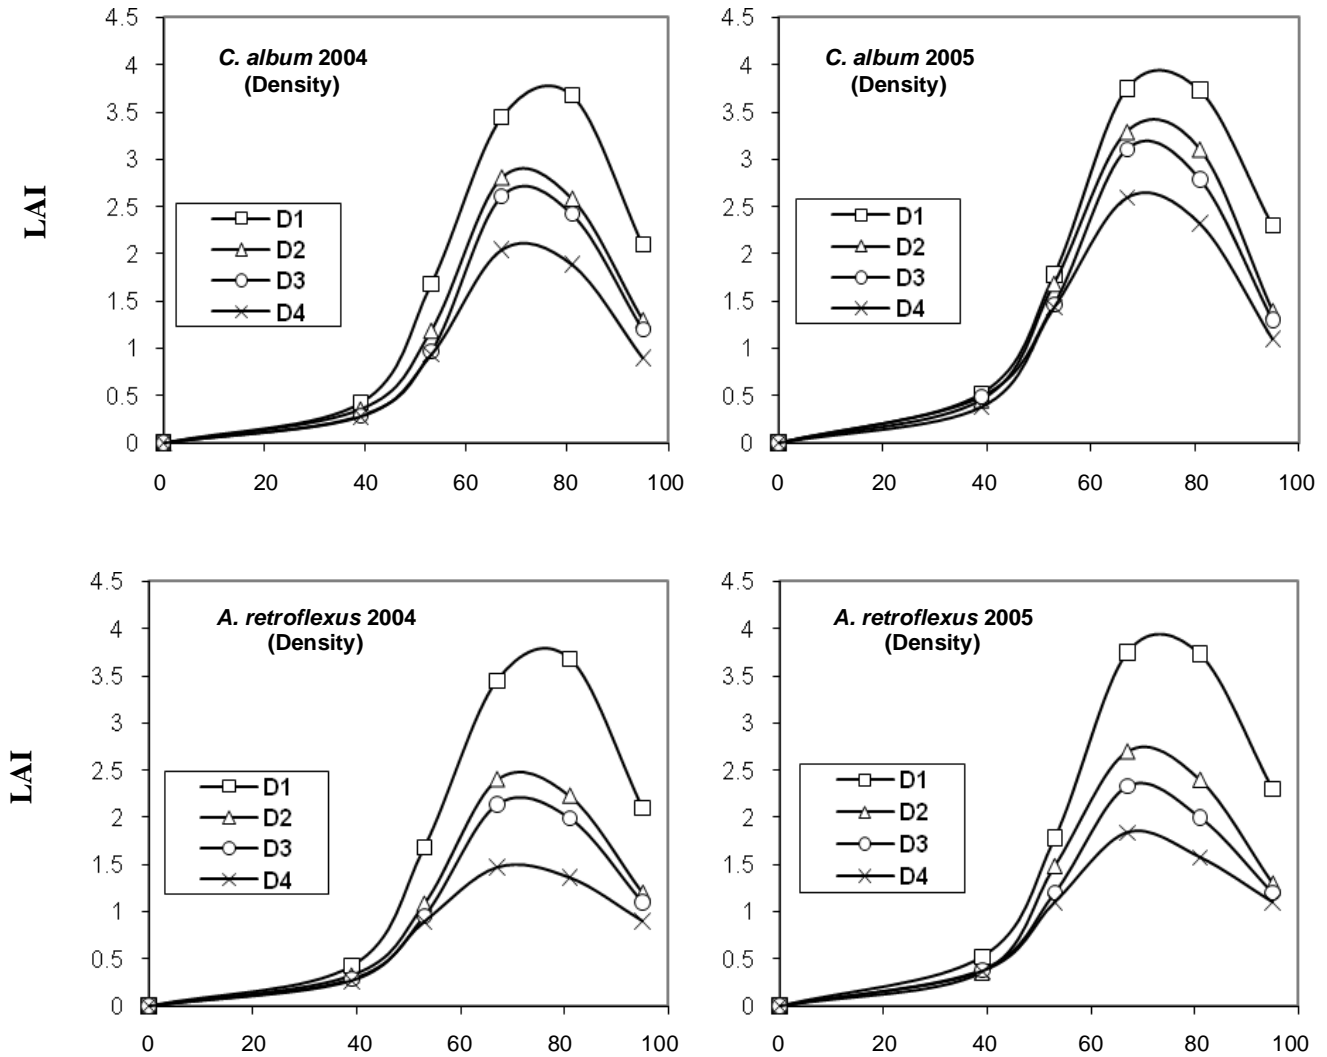 4.5
4
3.5
3
2.5
2
1.5
1
0.5
0
0 20 40 60 80 100
LAI
C. album 2004
(Density)
D1
D2
D3
D4
4.5
4
3.5
3
2.5
2
1.5
1
0.5
0
0 20 40 60 80 100
C. album 2005
(Density)
D1
D2
D3
D4
4.5
4
3.5
3
2.5
2
1.5
1
0.5
0
0 20 40 60 80 100
LAI
A. retroflexus 2004
(Density)
D1
D2
D3
D4
4.5
4
3.5
3
2.5
2
1.5
1
0.5
0
0 20 40 60 80 100
A. retroflexus 2005
(Density)
D1
D2
D3
D4